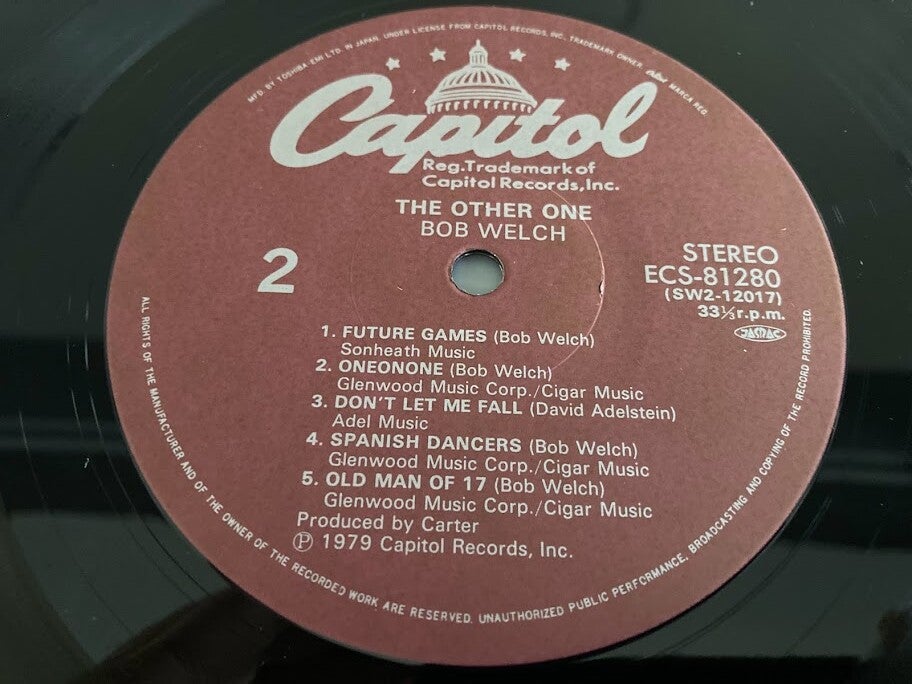 MFD. BY TOSHIBA EMI LTD. IN JAPAN. UNDER LICENSE FROM CAPITOL RECORDS, INC., TRADEMARK OWNER. MARCA REG.
Capitol
Reg.Trademark of
Capitol Records,Inc.
THE OTHER ONE
BOB WELCH
2
STEREO
ECS-81280
(SW2-12017)
33⅓r.p.m.
JASRAC
1. FUTURE GAMES (Bob Welch)
Sonheath Music
2. ONEONONE (Bob Welch)
Glenwood Music Corp./Cigar Music
3. DON'T LET ME FALL (David Adelstein)
Adel Music
4. SPANISH DANCERS (Bob Welch)
Glenwood Music Corp./Cigar Music
5. OLD MAN OF 17 (Bob Welch)
Glenwood Music Corp./Cigar Music
Produced by Carter
Ⓟ 1979 Capitol Records, Inc.
ALL RIGHTS OF THE MANUFACTURER AND OF THE OWNER OF THE RECORDED WORK ARE RESERVED. UNAUTHORIZED PUBLIC PERFORMANCE, BROADCASTING AND COPYING OF THE RECORD PROHIBITED.